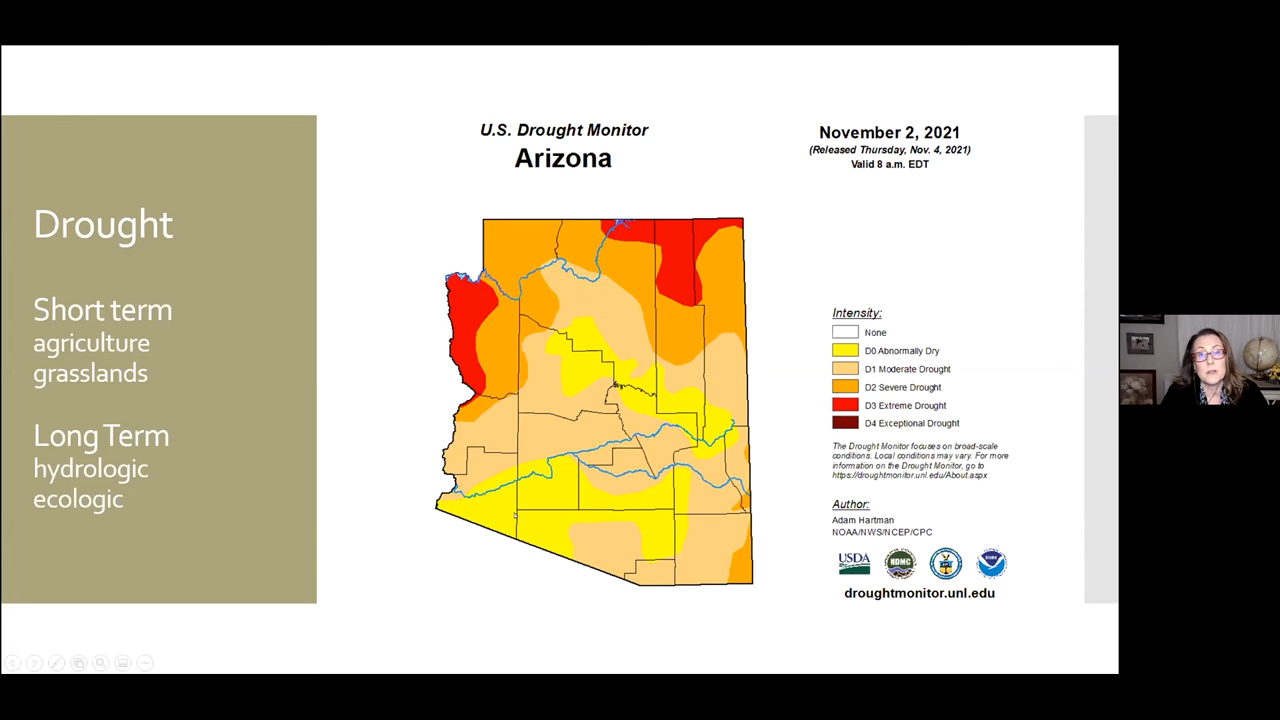 Drought
Short term
agriculture
grasslands
Long Term
hydrologic
ecologic
U.S. Drought Monitor
Arizona
November 2, 2021
(Released Thursday, Nov. 4, 2021)
Valid 8 a.m. EDT
Intensity:
None
D0 Abnormally Dry
D1 Moderate Drought
D2 Severe Drought
D3 Extreme Drought
D4 Exceptional Drought
The Drought Monitor focuses on broad-scale
conditions. Local conditions may vary. For more
information on the Drought Monitor, go to
https://droughtmonitor.unl.edu/About.aspx
Author:
Adam Hartman
NOAA/NWS/NCEP/CPC
USDA
NDMC
droughtmonitor.unl.edu